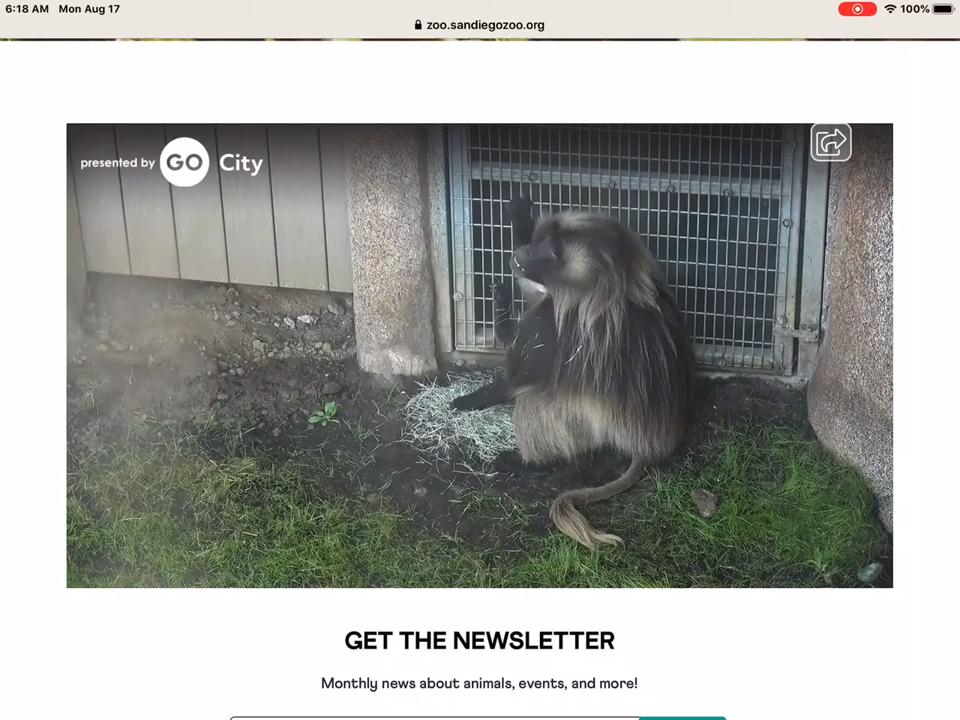 6:18 AM Mon Aug 17
100%
zoo.sandiegozoo.org
presented by GO City
GET THE NEWSLETTER
Monthly news about animals, events, and more!